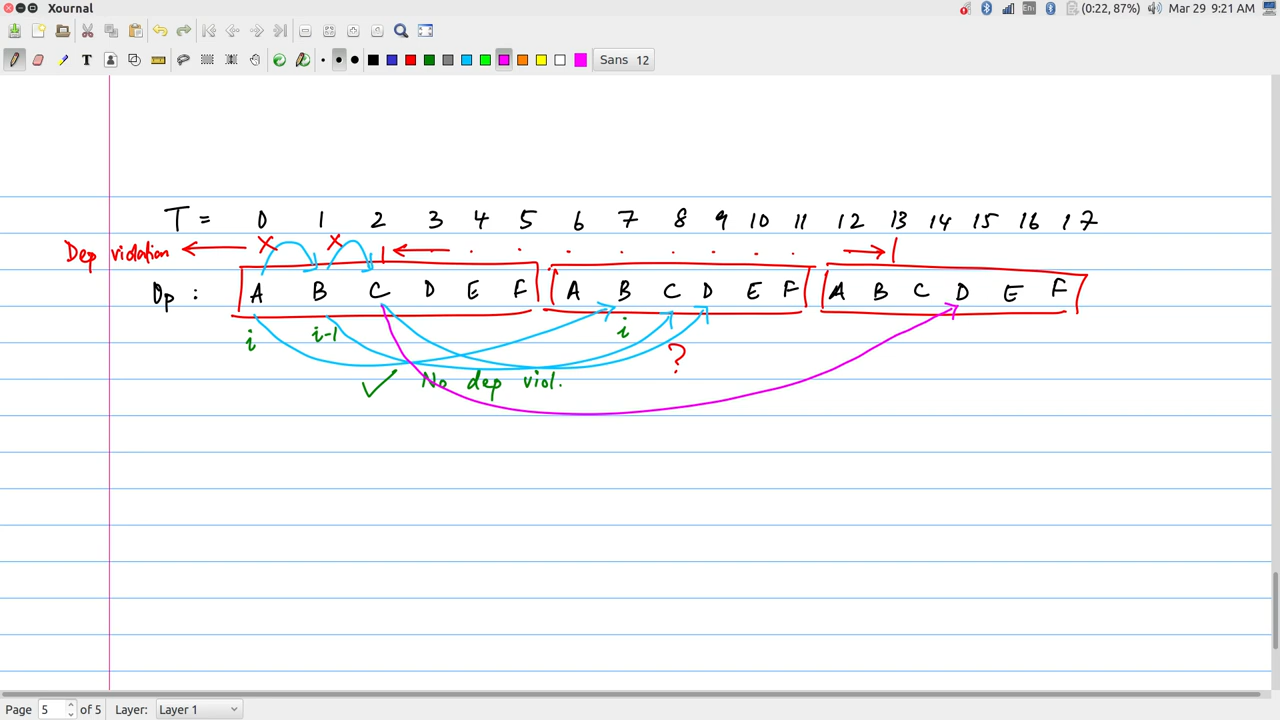 Xournal
(0:22, 87%) Mar 29 9:21 AM
Sans 12
T = 0 1 2 3 4 5 6 7 8 9 10 11 12 13 14 15 16 17
Dep violation ← x x |← . . . . . . . . →|
Op : A B C D E F A B C D E F A B C D E F
i i-1 i ?
✓ No dep viol.
Page 5 of 5 Layer: Layer 1